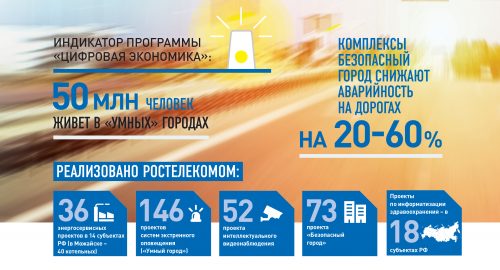 ИНДИКАТОР ПРОГРАММЫ
«ЦИФРОВАЯ ЭКОНОМИКА»:
50 МЛН ЧЕЛОВЕК
ЖИВЕТ В «УМНЫХ» ГОРОДАХ
КОМПЛЕКСЫ
БЕЗОПАСНЫЙ
ГОРОД СНИЖАЮТ
АВАРИЙНОСТЬ
НА ДОРОГАХ
НА 20-60%
РЕАЛИЗОВАНО РОСТЕЛЕКОМОМ:
36
энергосервисных
проектов в 14 субъектах
РФ (в Можайске –
40 котельных)
146
проектов
систем экстренного
оповещения
(«Умный город»)
52
проекта
интеллектуального
видеонаблюдения
73
проекта
«Безопасный
город»
Проекты
по информатизации
здравоохранения – в
18
субъектах РФ